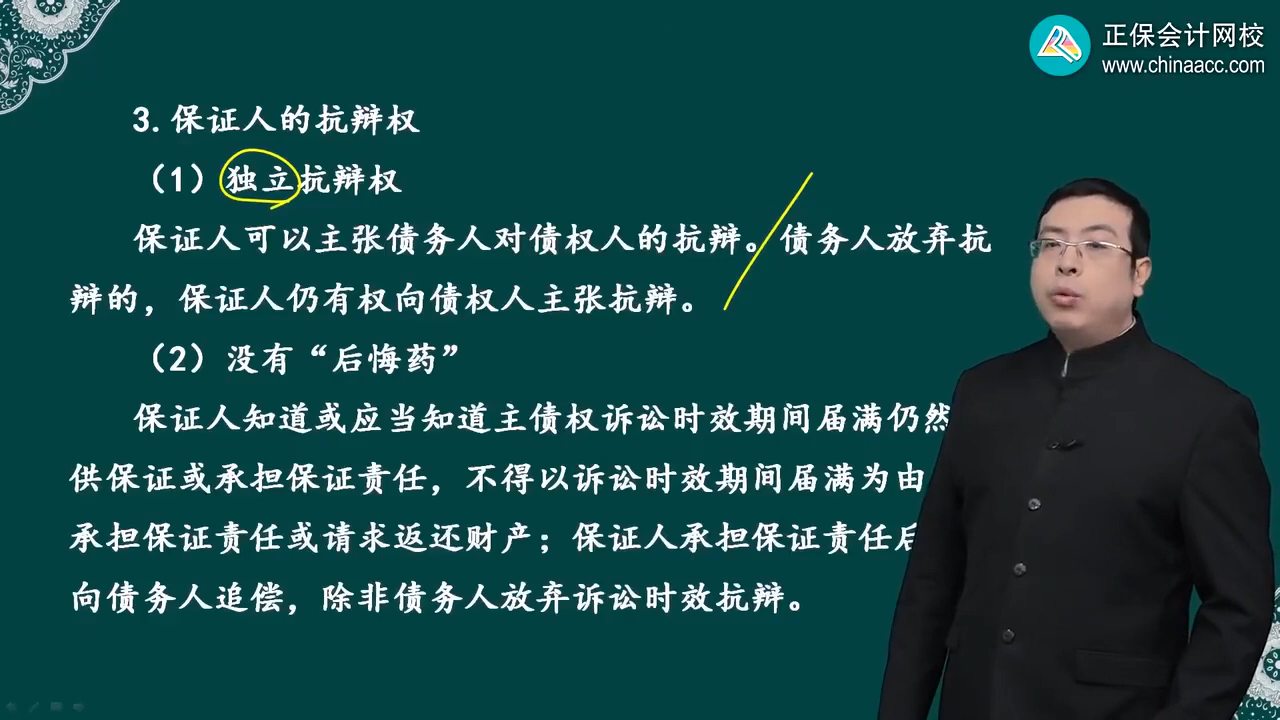 正保会计网校
www.chinaacc.com
3.保证人的抗辩权
（1）独立抗辩权
保证人可以主张债务人对债权人的抗辩。债务人放弃抗
辩的，保证人仍有权向债权人主张抗辩。
（2）没有“后悔药”
保证人知道或应当知道主债权诉讼时效期间届满仍然
供保证或承担保证责任，不得以诉讼时效期间届满为由
承担保证责任或请求返还财产；保证人承担保证责任后
向债务人追偿，除非债务人放弃诉讼时效抗辩。